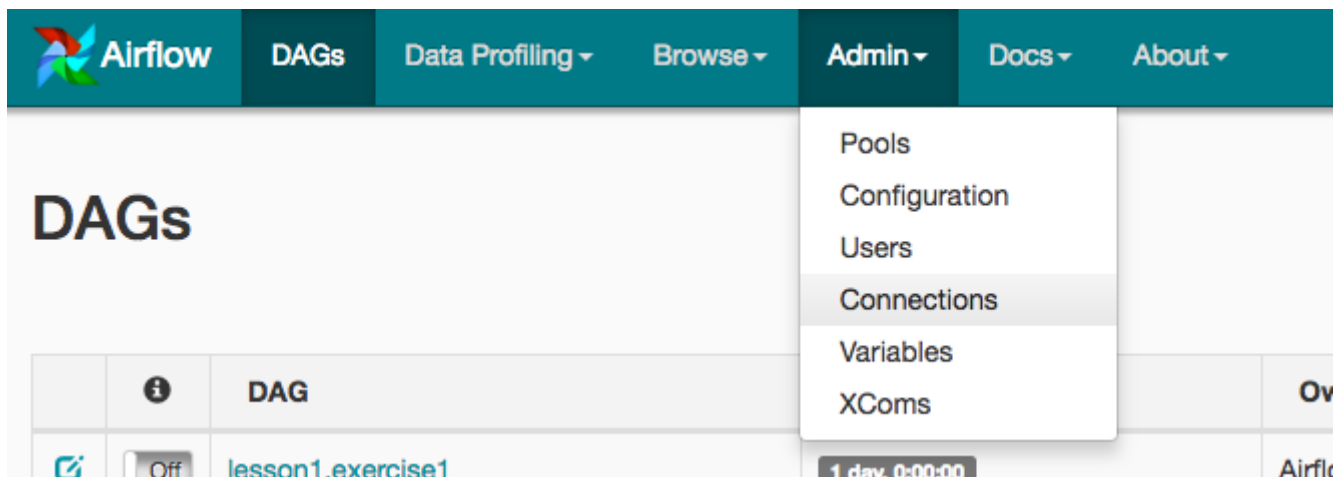 Airflow DAGs Data Profiling Browse Admin Docs About
Pools
Configuration
Users
Connections
Variables
XComs
DAGs
DAG
Off lesson1.exercise1 1 day, 0:00:00